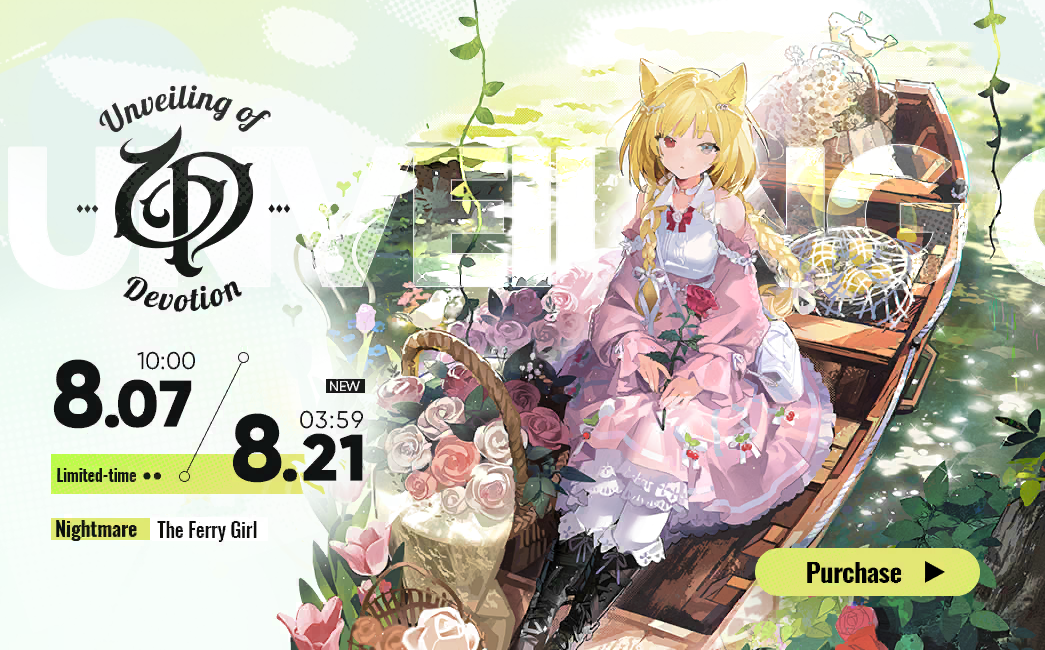 Unveiling of
Devotion
UNVEILING O
10:00
8.07
NEW
03:59
8.21
Limited-time
Nightmare The Ferry Girl
Purchase